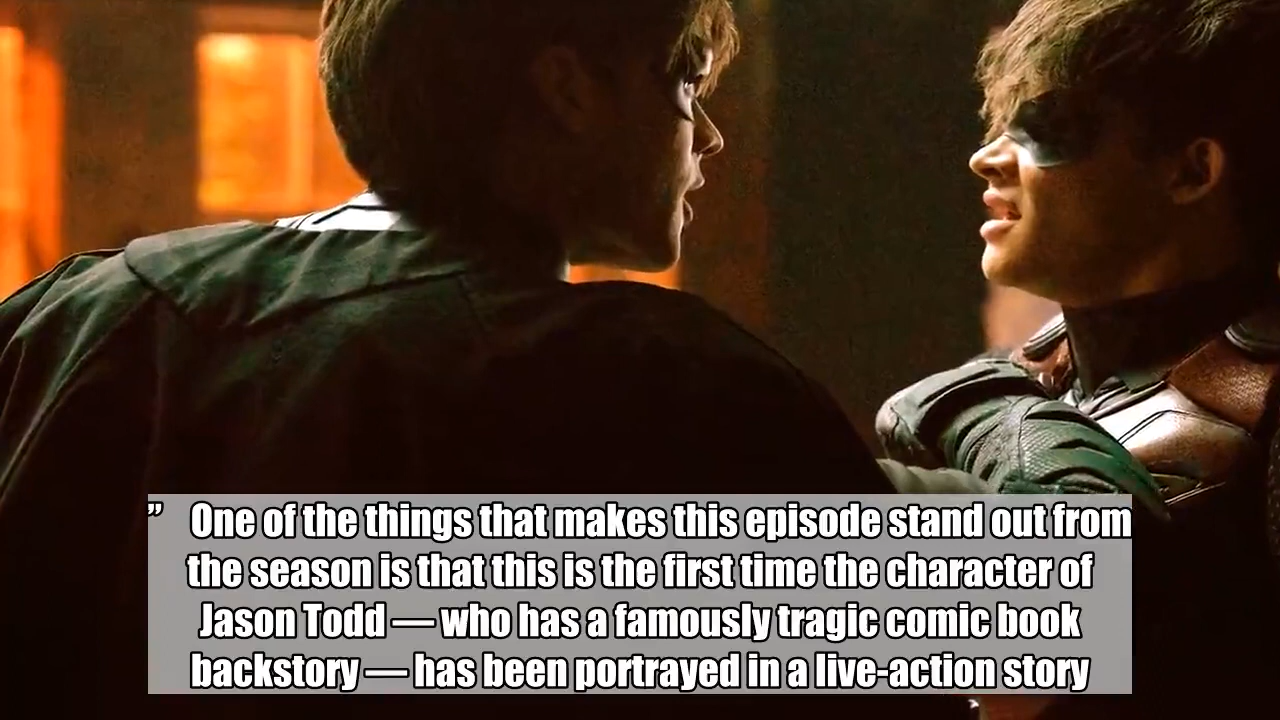 ” One of the things that makes this episode stand out from
the season is that this is the first time the character of
Jason Todd — who has a famously tragic comic book
backstory — has been portrayed in a live-action story